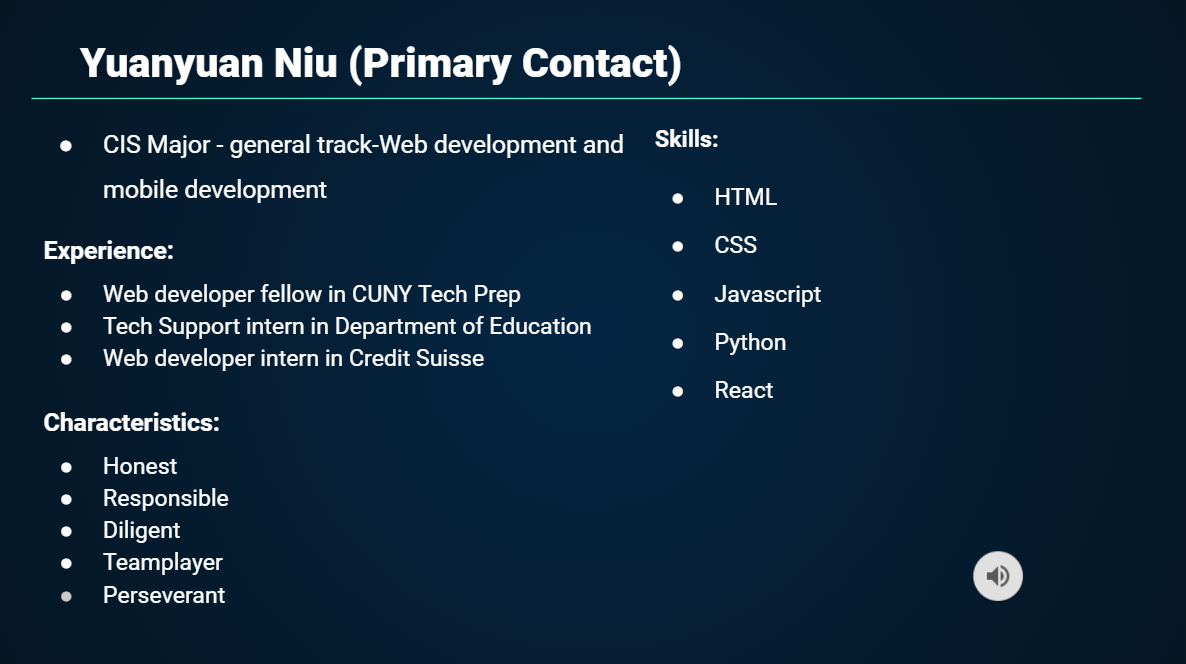 Yuanyuan Niu (Primary Contact)
CIS Major - general track-Web development and
mobile development
Experience:
Web developer fellow in CUNY Tech Prep
Tech Support intern in Department of Education
Web developer intern in Credit Suisse
Characteristics:
Honest
Responsible
Diligent
Teamplayer
Perseverant
Skills:
HTML
CSS
Javascript
Python
React